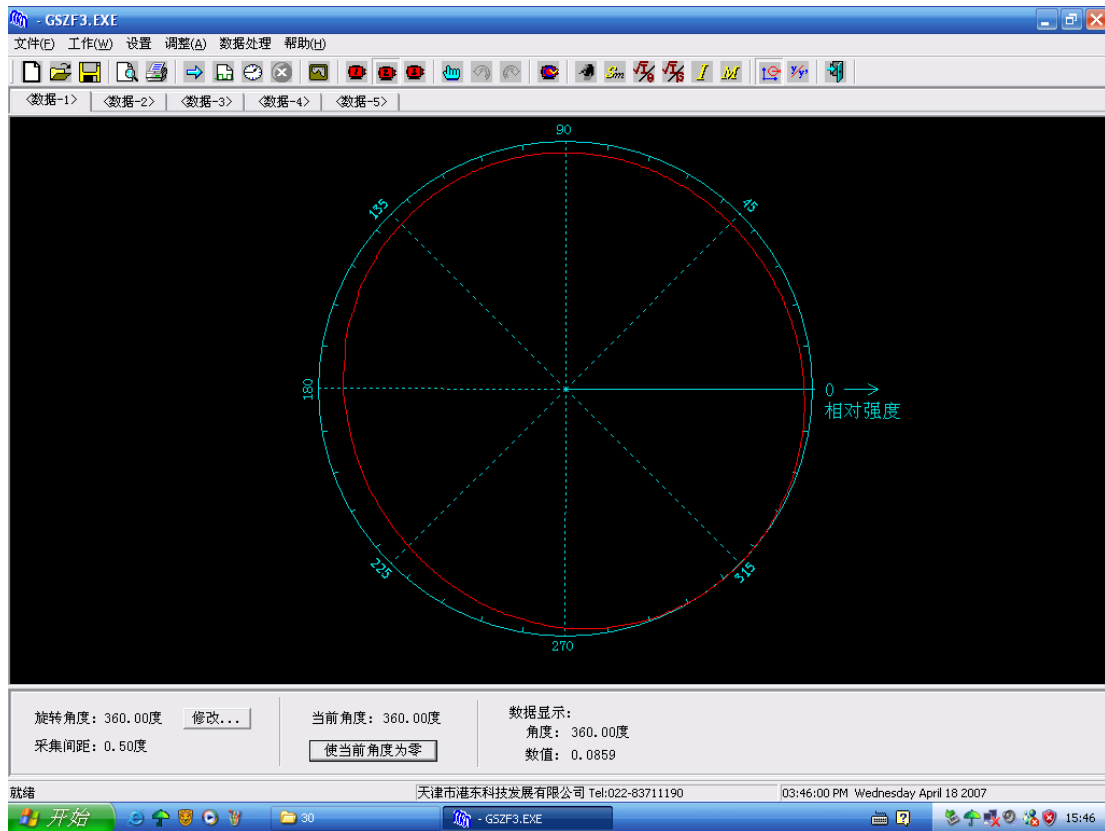 - GSZF3.EXE
文件(F) 工作(W) 设置 调整(A) 数据处理 帮助(H)
<数据-1> <数据-2> <数据-3> <数据-4> <数据-5>
90
135
45
180
0
相对强度
225
315
270
旋转角度: 360.00度 修改...
采集间距: 0.50度
当前角度: 360.00度
使当前角度为零
数据显示:
角度: 360.00度
数值: 0.0859
就绪 天津市港东科技发展有限公司 Tel:022-83711190 03:46:00 PM Wednesday April 18 2007
开始 30 - GSZF3.EXE 15:46